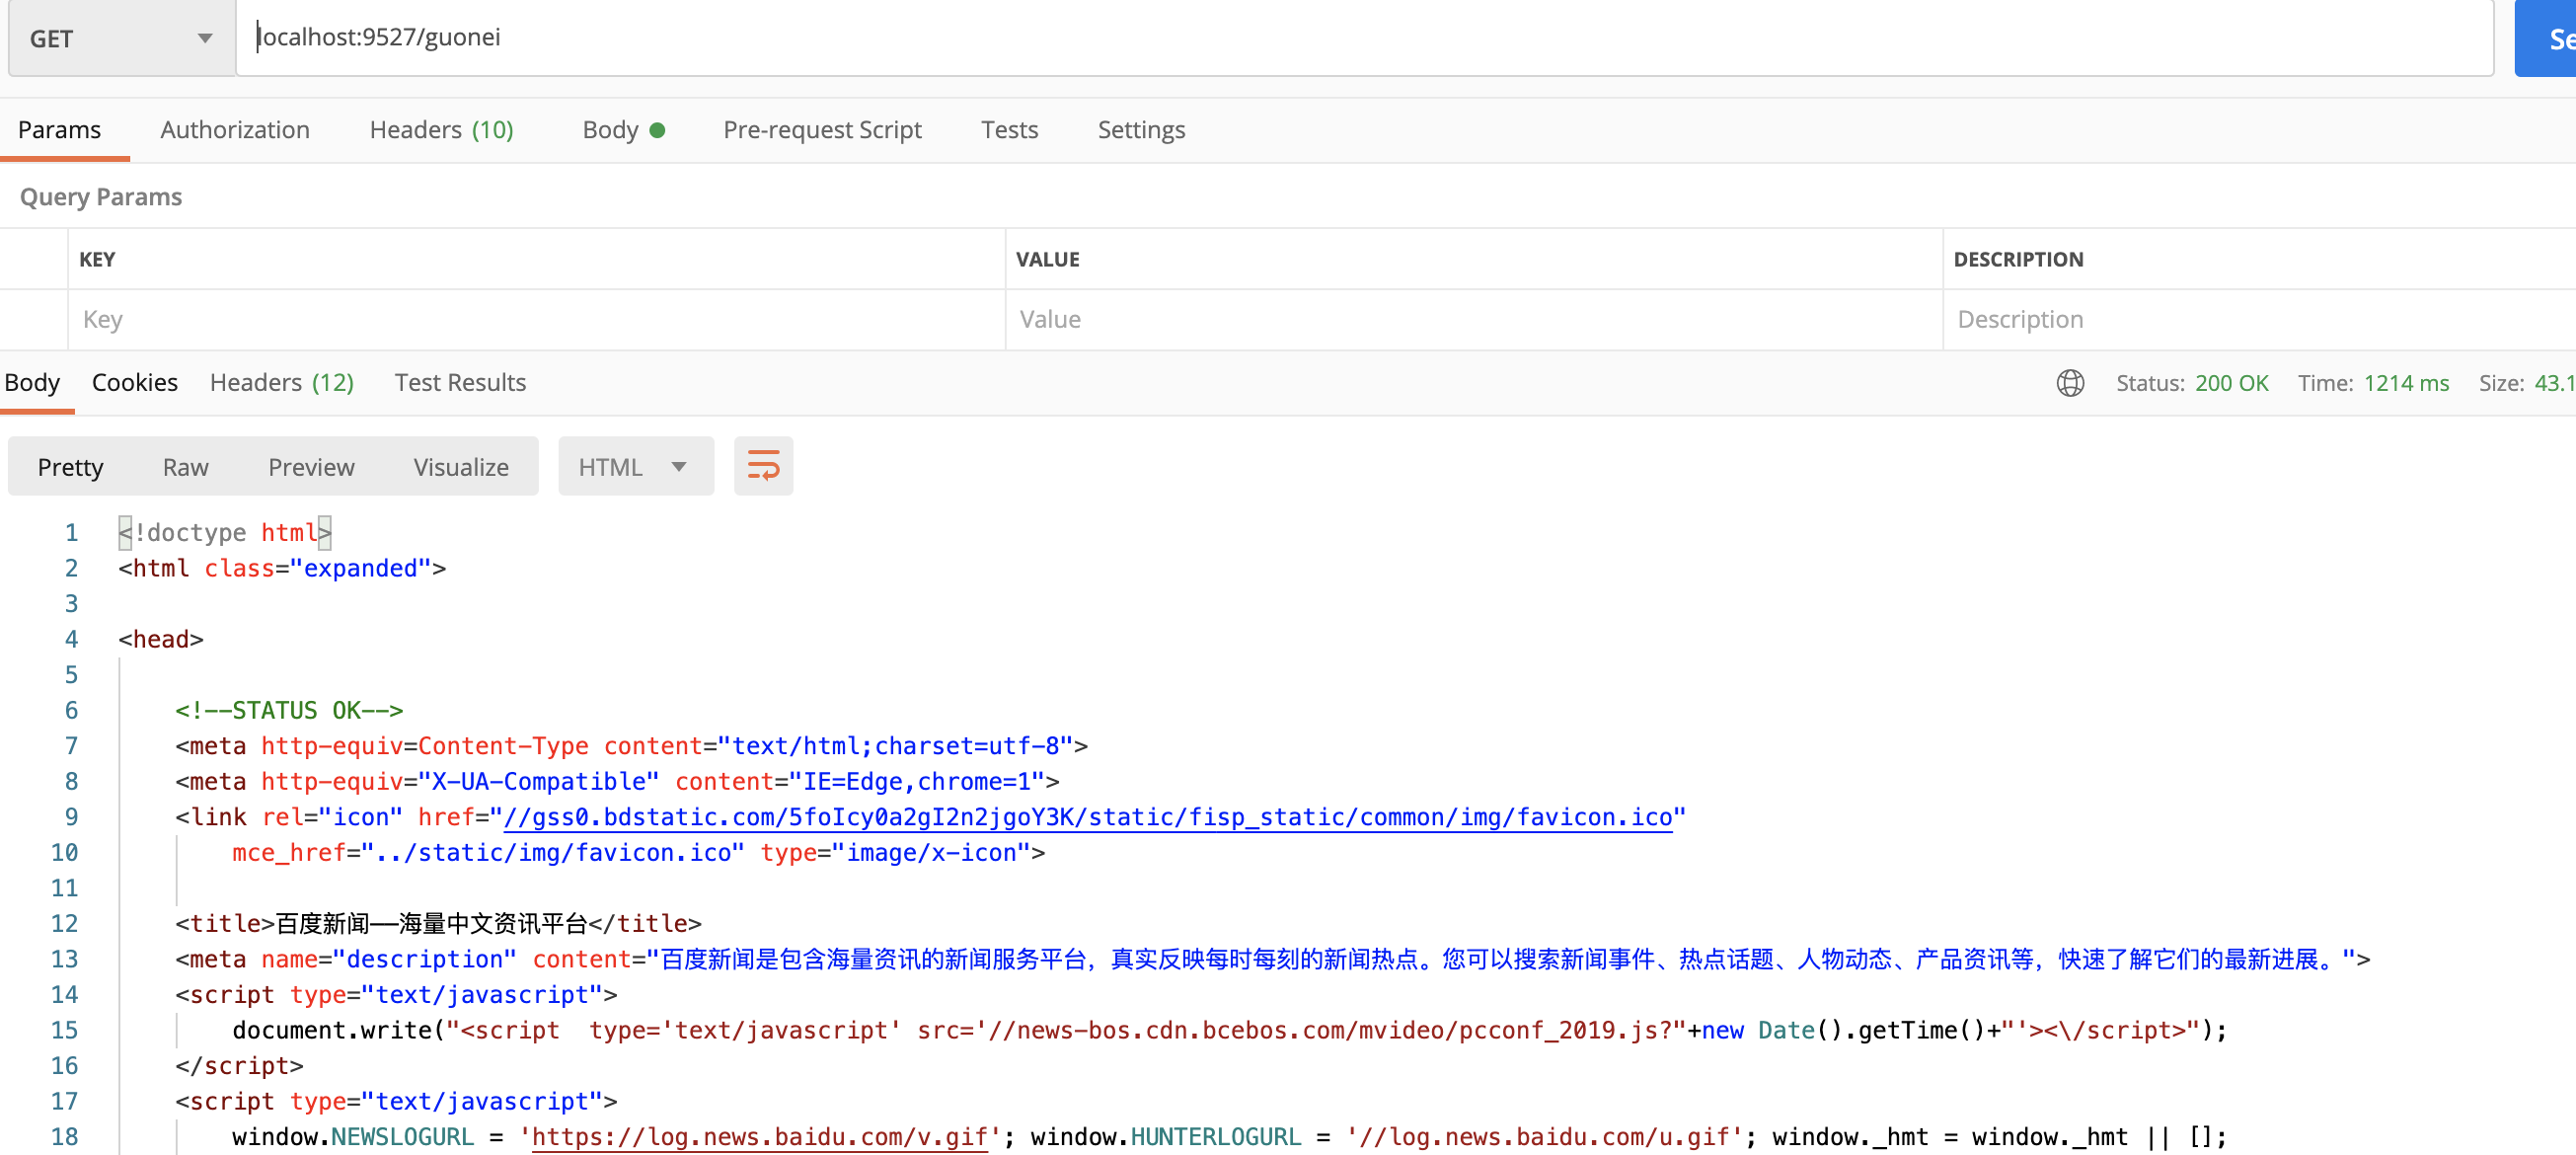 GET localhost:9527/guonei Se
Params Authorization Headers (10) Body Pre-request Script Tests Settings
Query Params
KEY VALUE DESCRIPTION
Key Value Description
Body Cookies Headers (12) Test Results Status: 200 OK Time: 1214 ms Size: 43.1
Pretty Raw Preview Visualize HTML
1 <!doctype html>
2 <html class="expanded">
3
4 <head>
5
6 <!--STATUS OK-->
7 <meta http-equiv=Content-Type content="text/html;charset=utf-8">
8 <meta http-equiv="X-UA-Compatible" content="IE=Edge,chrome=1">
9 <link rel="icon" href="//gss0.bdstatic.com/5foIcy0a2gI2n2jgoY3K/static/fisp_static/common/img/favicon.ico"
10 mce_href="../static/img/favicon.ico" type="image/x-icon">
11
12 <title>百度新闻——海量中文资讯平台</title>
13 <meta name="description" content="百度新闻是包含海量资讯的新闻服务平台，真实反映每时每刻的新闻热点。您可以搜索新闻事件、热点话题、人物动态、产品资讯等，快速了解它们的最新进展。">
14 <script type="text/javascript">
15 document.write("<script  type='text/javascript' src='//news-bos.cdn.bcebos.com/mvideo/pcconf_2019.js?"+new Date().getTime()+"'><\/script>");
16 </script>
17 <script type="text/javascript">
18 window.NEWSLOGURL = 'https://log.news.baidu.com/v.gif'; window.HUNTERLOGURL = '//log.news.baidu.com/u.gif'; window._hmt = window._hmt || [];